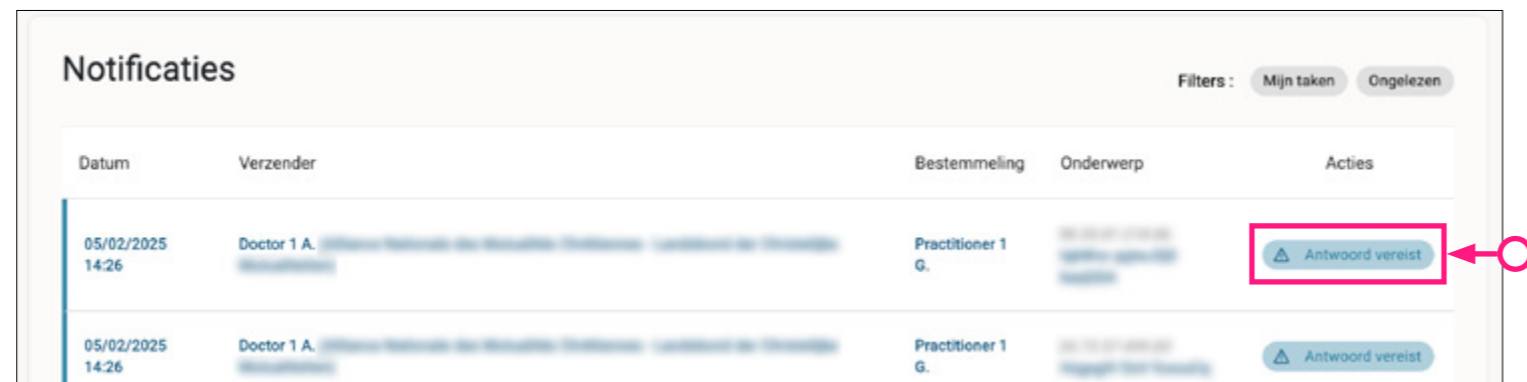 Notificaties
Filters : Mijn taken Ongelezen
Datum Verzender Bestemmeling Onderwerp Acties
05/02/2025 Doctor 1 A. Practitioner 1 Antwoord vereist
14:26 G.
05/02/2025 Doctor 1 A. Practitioner 1 Antwoord vereist
14:26 G.